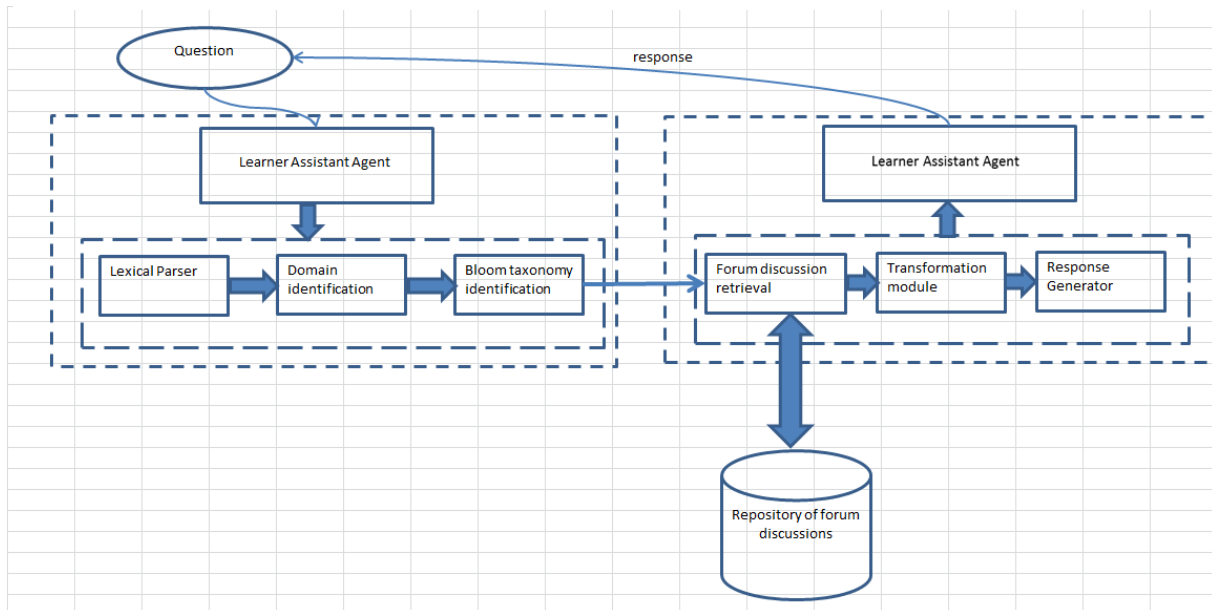 Question
response
Learner Assistant Agent
Learner Assistant Agent
Lexical Parser
Domain
identification
Bloom taxonomy
identification
Forum discussion
retrieval
Transformation
module
Response
Generator
Repository of forum
discussions